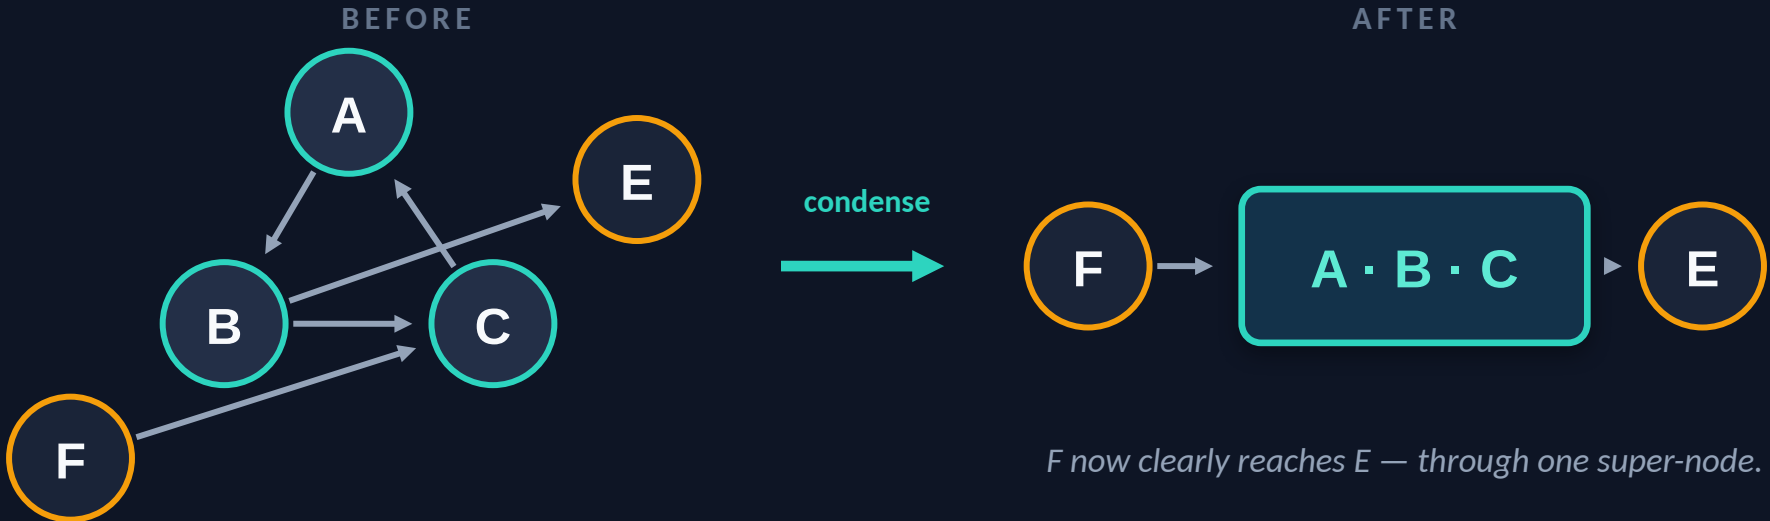 BEFORE
AFTER
A
E
condense
F
A · B · C
E
B
C
F
F now clearly reaches E — through one super-node.